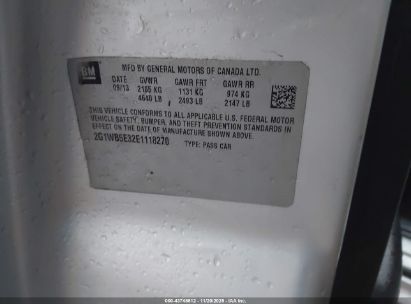 GM
MFD BY GENERAL MOTORS OF CANADA LTD.
DATE GVWR GAWR FRT GAWR RR
09/13 2105 KG 1131 KG 974 KG
4640 LB 2493 LB 2147 LB
THIS VEHICLE CONFORMS TO ALL APPLICABLE U.S. FEDERAL MOTOR
VEHICLE SAFETY, BUMPER, AND THEFT PREVENTION STANDARDS IN
EFFECT ON THE DATE OF MANUFACTURE SHOWN ABOVE.
2G1WB5E32E1118270 TYPE: PASS CAR